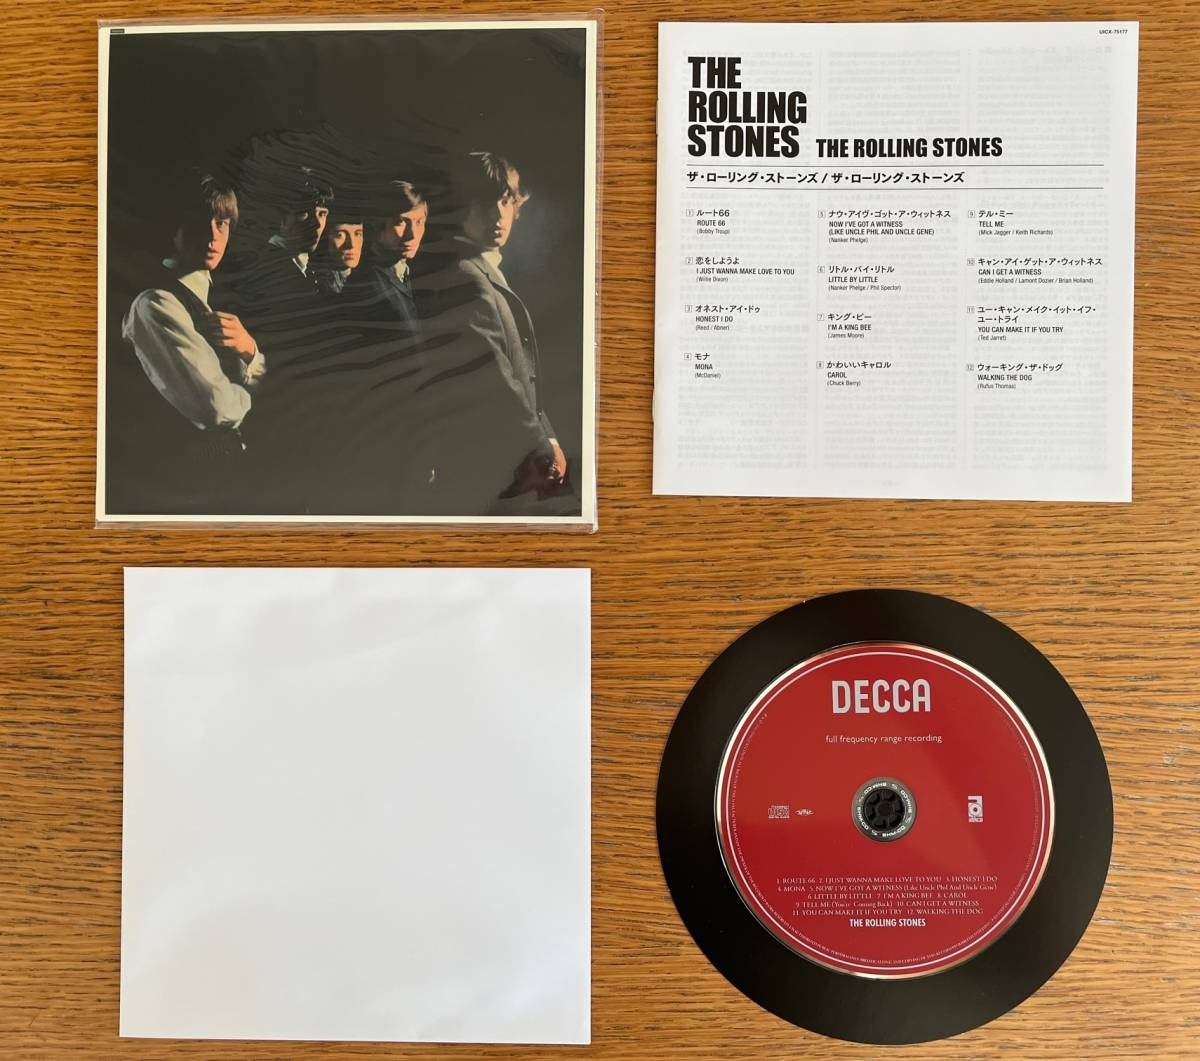 UICX-75177
THE
ROLLING
STONES
THE ROLLING STONES
ザ・ローリング・ストーンズ / ザ・ローリング・ストーンズ
1 ルート66
ROUTE 66
(Bobby Troup)
2 恋をしようよ
I JUST WANNA MAKE LOVE TO YOU
(Willie Dixon)
3 オネスト・アイ・ドゥ
HONEST I DO
(Reed / Abner)
4 モナ
MONA
(McDaniel)
5 ナウ・アイヴ・ゴット・ア・ウィットネス
NOW I'VE GOT A WITNESS
(LIKE UNCLE PHIL AND UNCLE GENE)
(Nanker Phelge)
6 リトル・バイ・リトル
LITTLE BY LITTLE
(Nanker Phelge / Phil Spector)
7 キング・ビー
I'M A KING BEE
(James Moore)
8 かわいいキャロル
CAROL
(Chuck Berry)
9 テル・ミー
TELL ME
(Mick Jagger / Keith Richards)
10 キャン・アイ・ゲット・ア・ウィットネス
CAN I GET A WITNESS
(Eddie Holland / Lamont Dozier / Brian Holland)
11 ユー・キャン・メイク・イット・イフ・
ユー・トライ
YOU CAN MAKE IT IF YOU TRY
(Ted Jarret)
12 ウォーキング・ザ・ドッグ
WALKING THE DOG
(Rufus Thomas)
DECCA
full frequency range recording
1. ROUTE 66 2. I JUST WANNA MAKE LOVE TO YOU 3. HONEST I DO
4. MONA 5. NOW I'VE GOT A WITNESS (Like Uncle Phil And Uncle Gene)
6. LITTLE BY LITTLE 7. I'M A KING BEE 8. CAROL
9. TELL ME (You're Coming Back) 10. CAN I GET A WITNESS
11. YOU CAN MAKE IT IF YOU TRY 12. WALKING THE DOG
THE ROLLING STONES